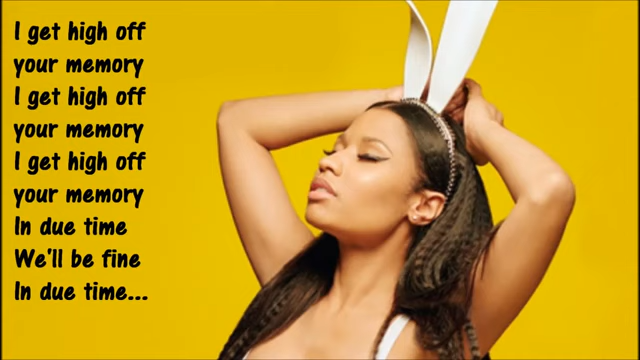 I get high off
your memory
I get high off
your memory
I get high off
your memory
In due time
We'll be fine
In due time...